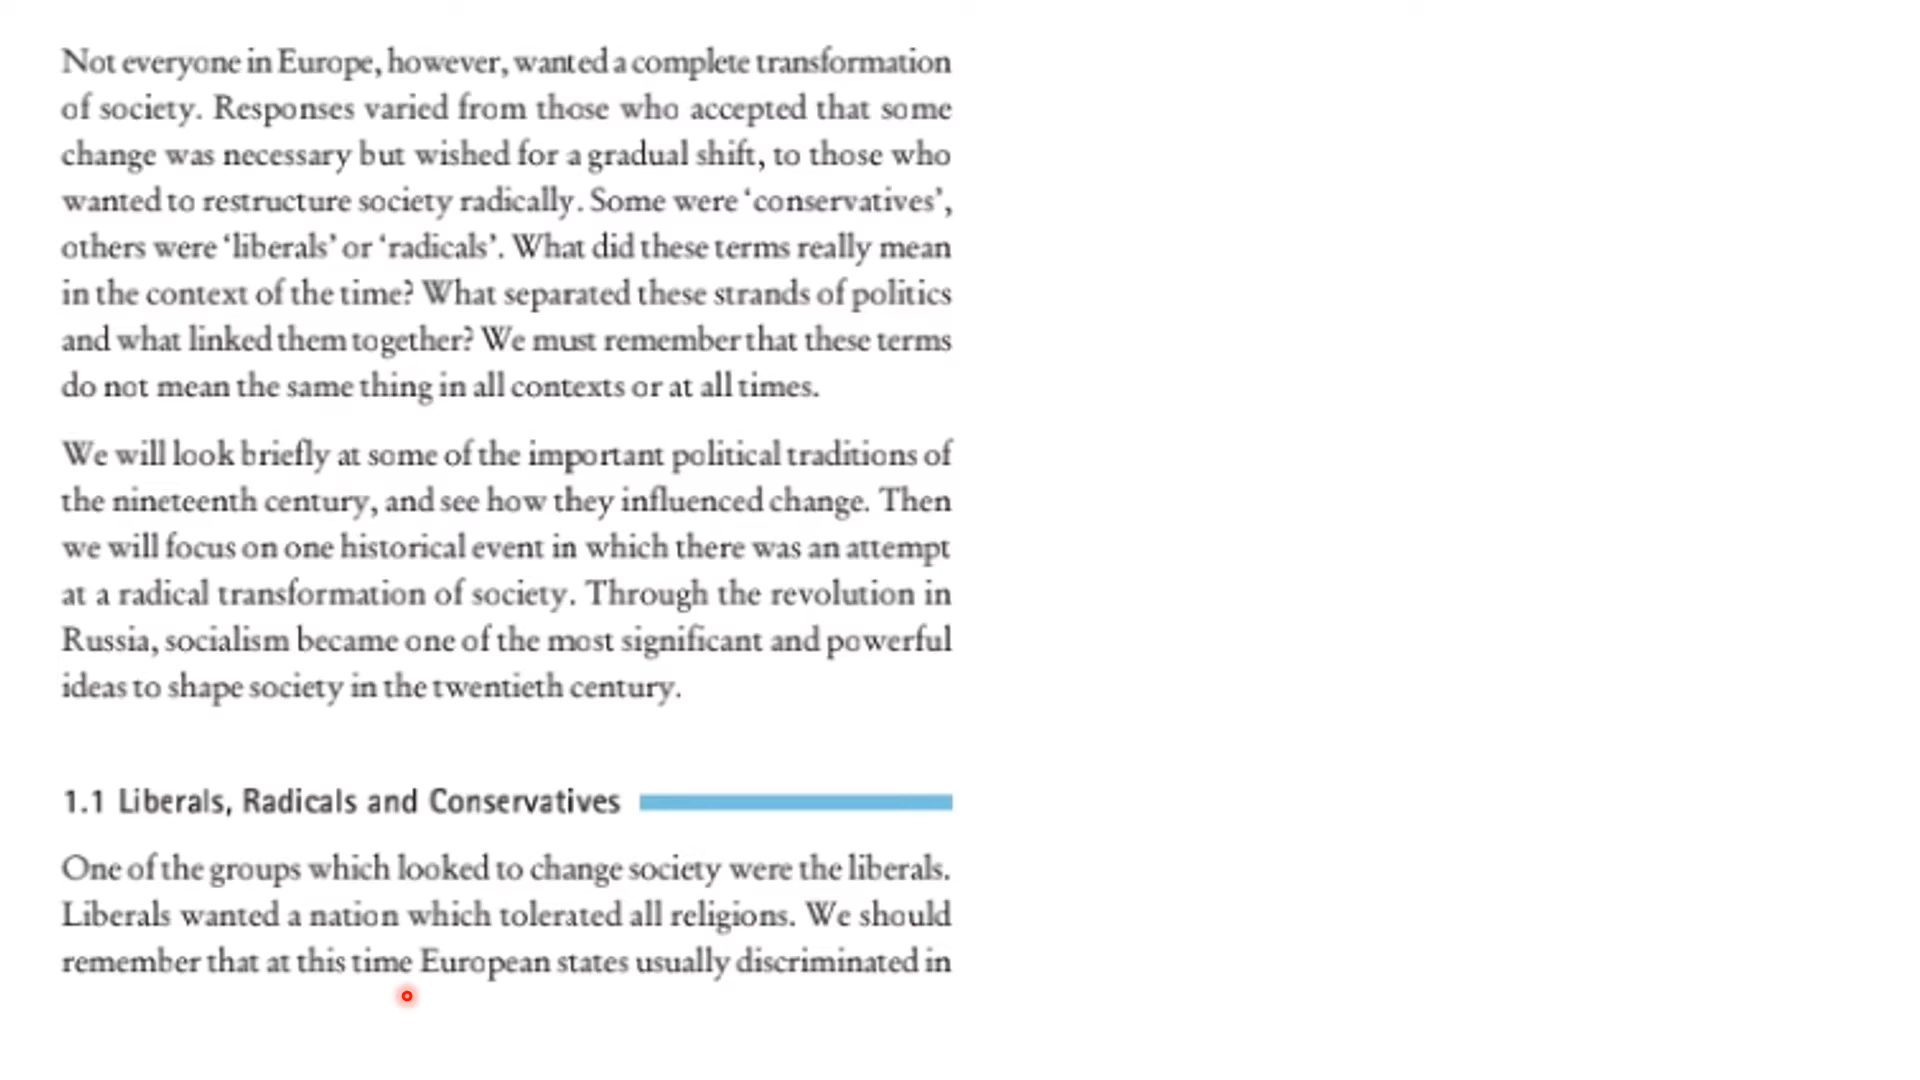 Not everyone in Europe, however, wanted a complete transformation
of society. Responses varied from those who accepted that some
change was necessary but wished for a gradual shift, to those who
wanted to restructure society radically. Some were ‘conservatives’,
others were ‘liberals’ or ‘radicals’. What did these terms really mean
in the context of the time? What separated these strands of politics
and what linked them together? We must remember that these terms
do not mean the same thing in all contexts or at all times.
We will look briefly at some of the important political traditions of
the nineteenth century, and see how they influenced change. Then
we will focus on one historical event in which there was an attempt
at a radical transformation of society. Through the revolution in
Russia, socialism became one of the most significant and powerful
ideas to shape society in the twentieth century.
1.1 Liberals, Radicals and Conservatives
One of the groups which looked to change society were the liberals.
Liberals wanted a nation which tolerated all religions. We should
remember that at this time European states usually discriminated in